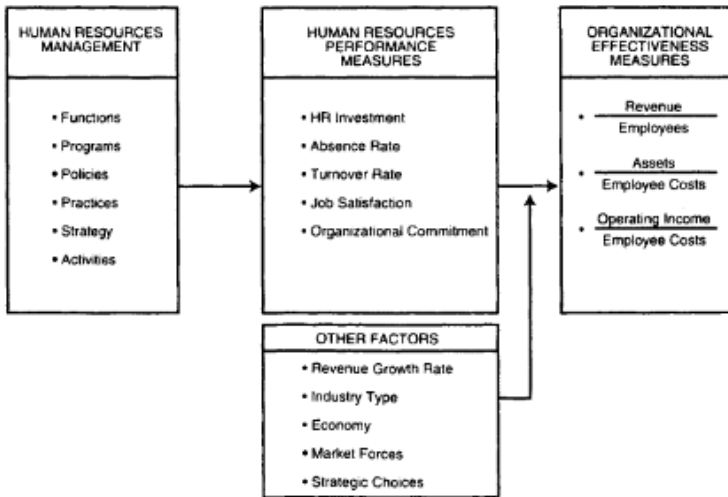 HUMAN RESOURCES
MANAGEMENT
• Functions
• Programs
• Policies
• Practices
• Strategy
• Activities
HUMAN RESOURCES
PERFORMANCE
MEASURES
• HR Investment
• Absence Rate
• Turnover Rate
• Job Satisfaction
• Organizational Commitment
OTHER FACTORS
• Revenue Growth Rate
• Industry Type
• Economy
• Market Forces
• Strategic Choices
ORGANIZATIONAL
EFFECTIVENESS
MEASURES
• Revenue
Employees
• Assets
Employee Costs
• Operating Income
Employee Costs